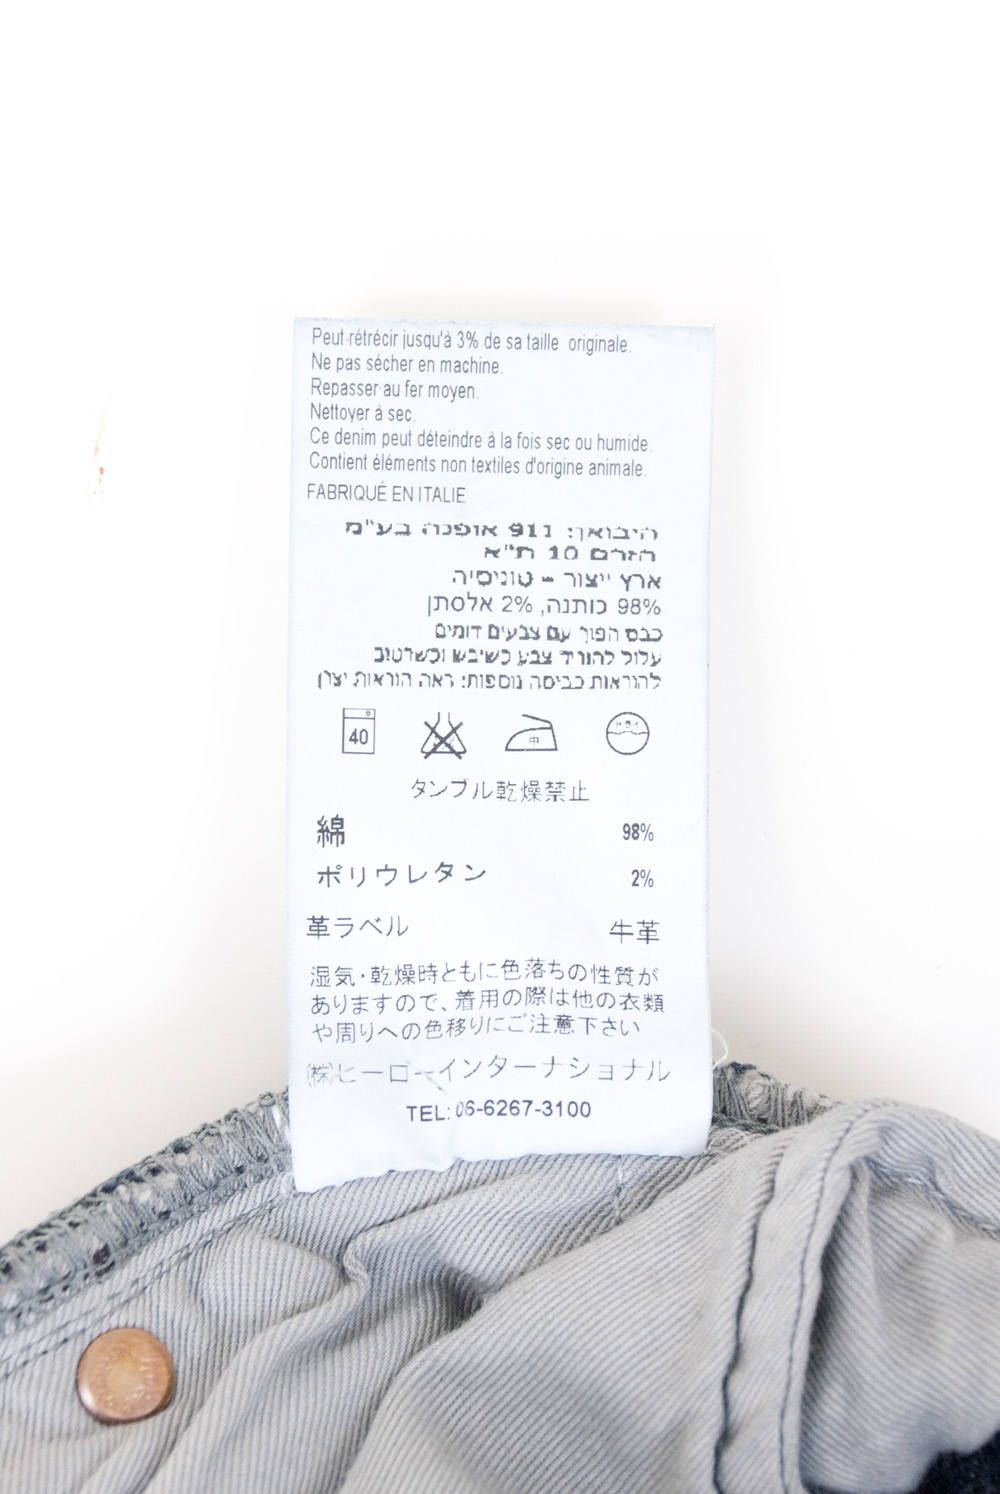 Peut rétrécir jusqu'à 3% de sa taille originale.
Ne pas sécher en machine.
Repasser au fer moyen.
Nettoyer à sec.
Ce denim peut déteindre à la fois sec ou humide.
Contient éléments non textiles d'origine animale.
FABRIQUÉ EN ITALIE
היבואן: 911 אופנה בע"מ
הזרם 10 ת"א
ארץ ייצור - טוניסיה
98% כותנה, 2% אלסתן
כבס הפוך עם צבעים דומים
עלול להוריד צבע כשיבש וכשרטוב
להוראות כביסה נוספות: ראה הוראות יצרן
40 中
タンブル乾燥禁止
綿 98%
ポリウレタン 2%
革ラベル 牛革
湿気・乾燥時ともに色落ちの性質が
ありますので、着用の際は他の衣類
や周りへの色移りにご注意下さい
(株)ヒーローインターナショナル
TEL: 06-6267-3100